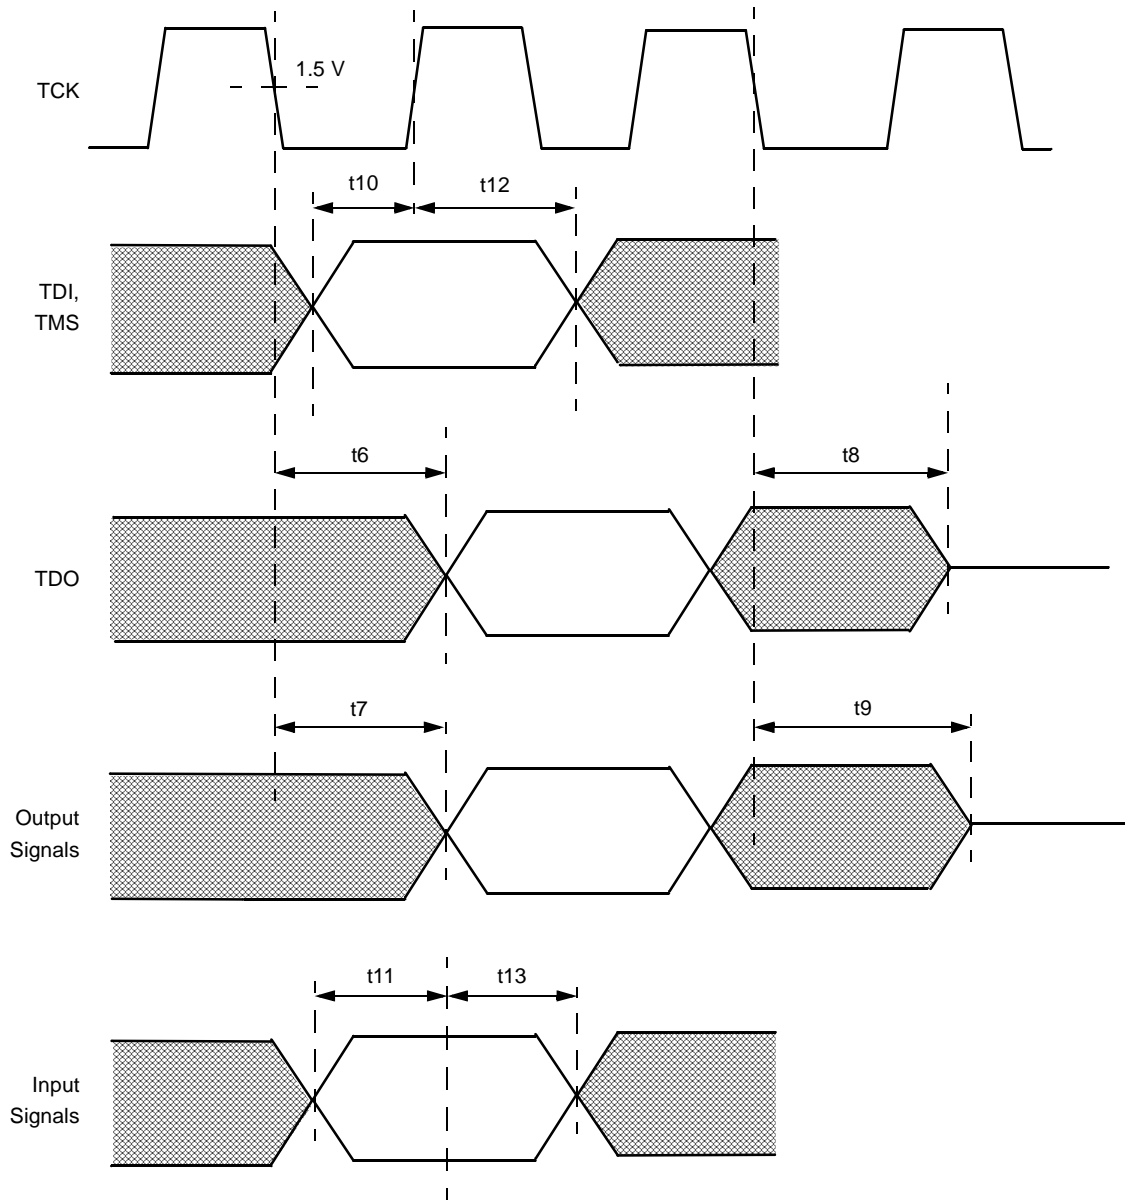 1.5 V
TCK
t10
t12
TDI,
TMS
t6
t8
TDO
t7
t9
Output
Signals
t11
t13
Input
Signals